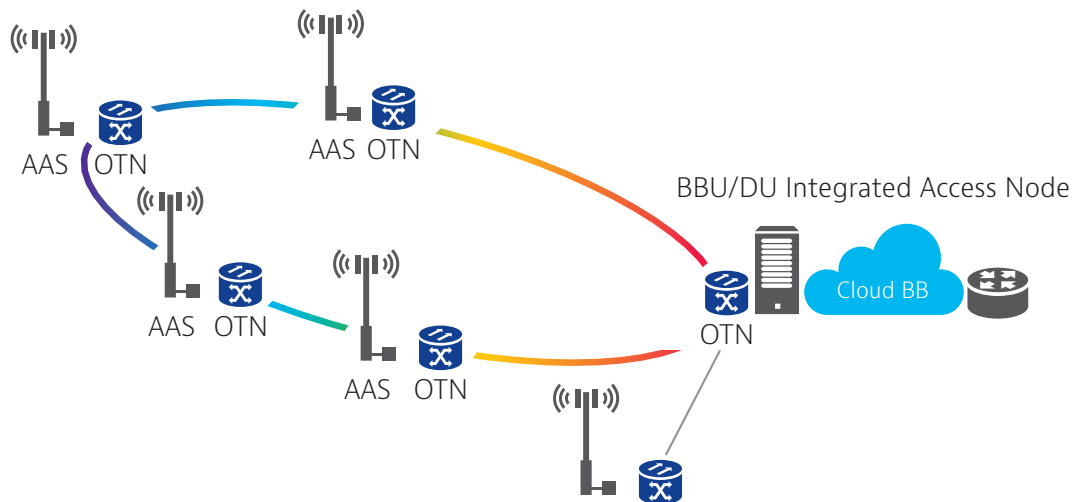 AAS OTN
AAS OTN
BBU/DU Integrated Access Node
Cloud BB
AAS OTN
OTN
AAS OTN